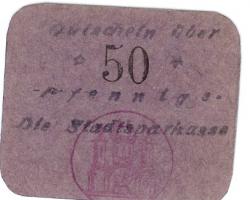 Gutschein über
* 50 *
- Pfennige -
Die Stadtsparkasse